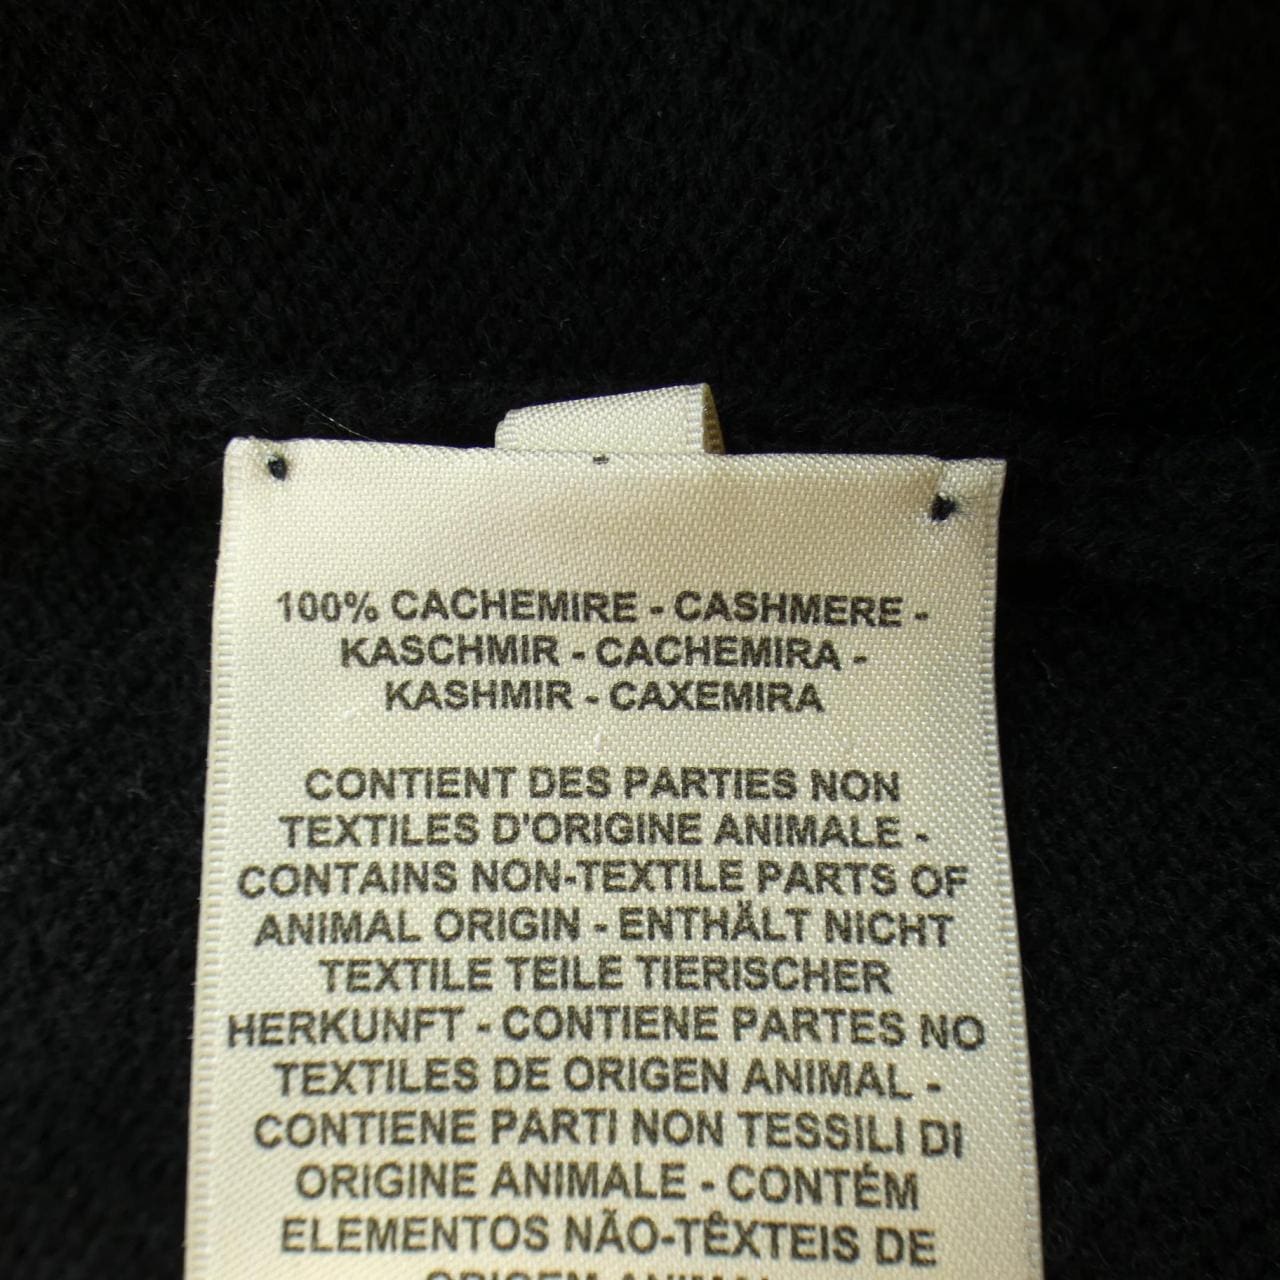 100% CACHEMIRE - CASHMERE -
KASCHMIR - CACHEMIRA -
KASHMIR - CAXEMIRA
CONTIENT DES PARTIES NON
TEXTILES D'ORIGINE ANIMALE -
CONTAINS NON-TEXTILE PARTS OF
ANIMAL ORIGIN - ENTHÄLT NICHT
TEXTILE TEILE TIERISCHER
HERKUNFT - CONTIENE PARTES NO
TEXTILES DE ORIGEN ANIMAL -
CONTIENE PARTI NON TESSILI DI
ORIGINE ANIMALE - CONTÉM
ELEMENTOS NÃO-TÊXTEIS DE
ORIGEM ANIMAL